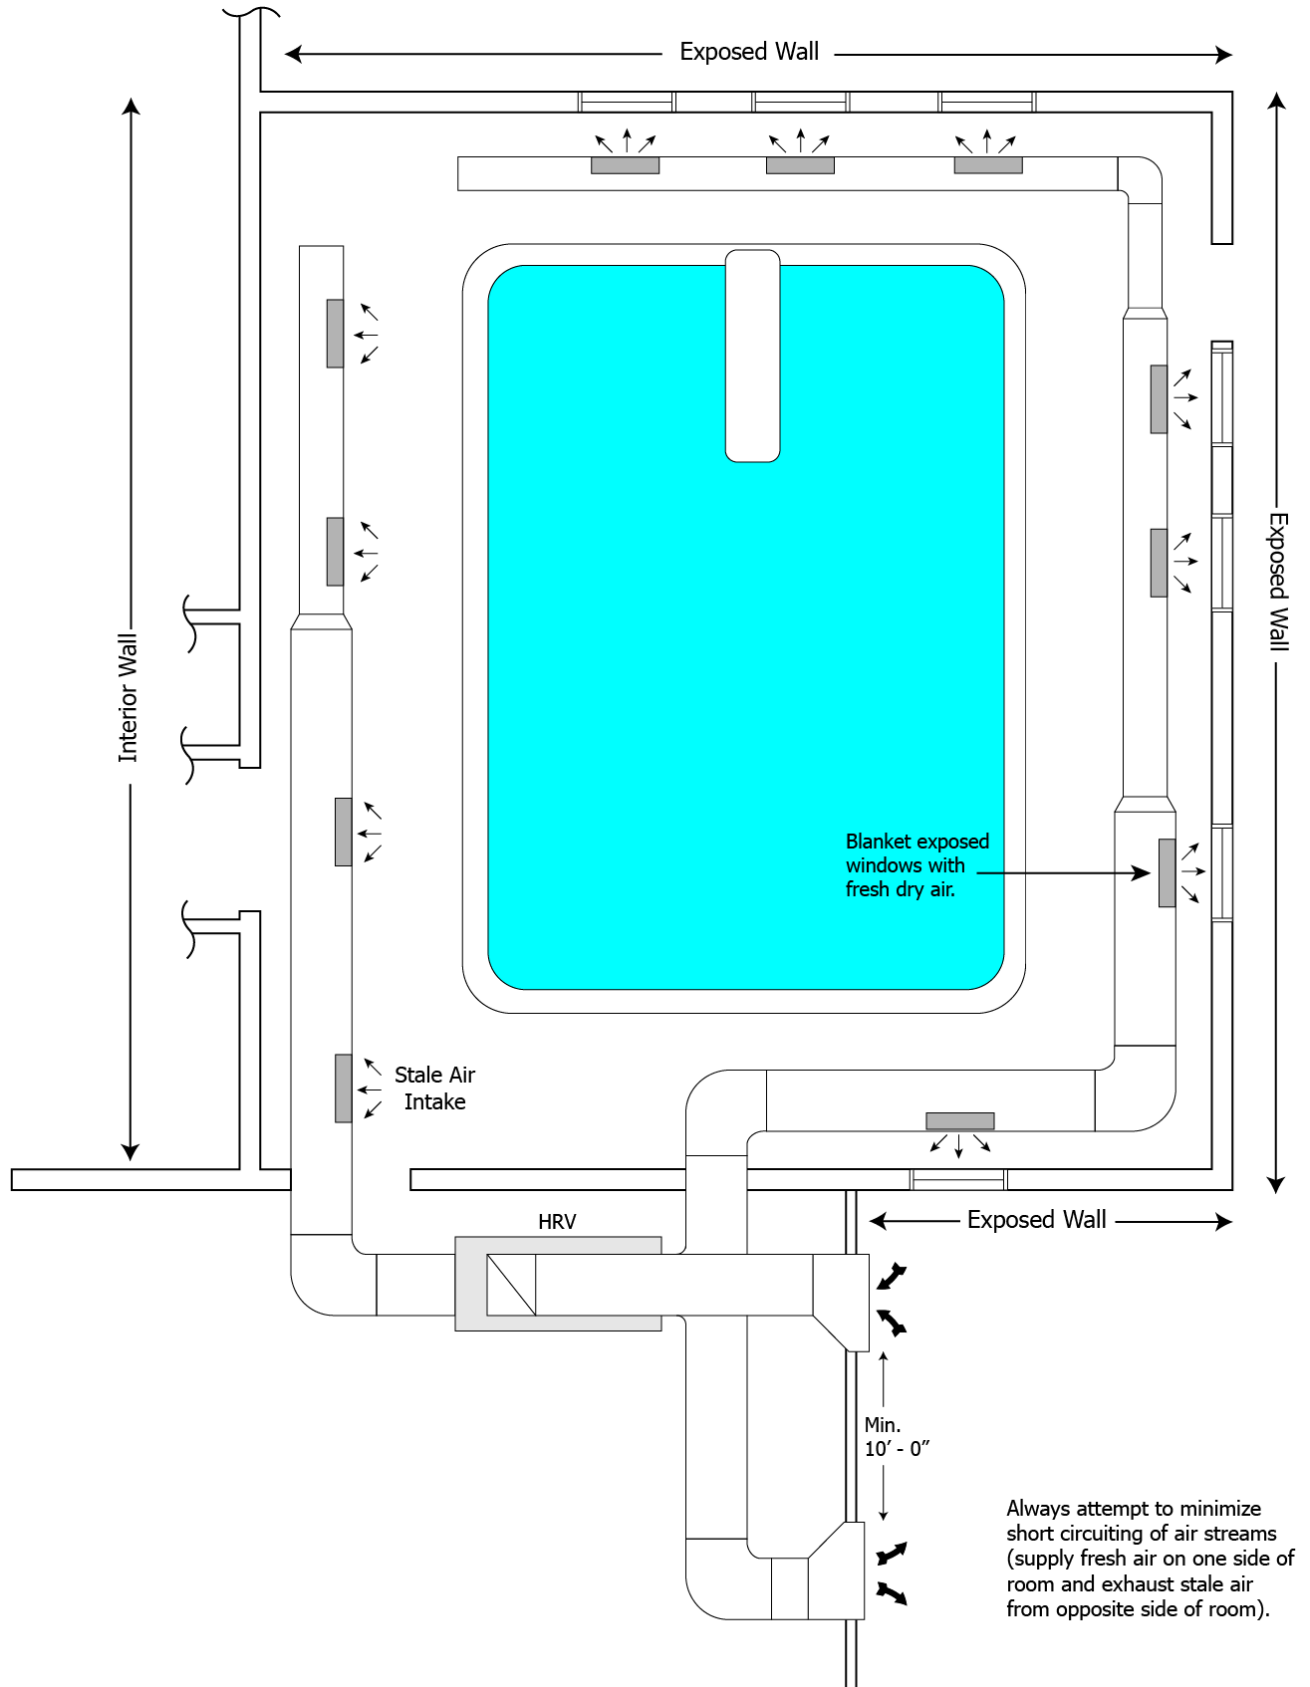 Exposed Wall
Interior Wall
Exposed Wall
Blanket exposed
windows with
fresh dry air.
Stale Air
Intake
HRV
Exposed Wall
Min.
10' - 0”
Always attempt to minimize
short circuiting of air streams
(supply fresh air on one side of
room and exhaust stale air
from opposite side of room).